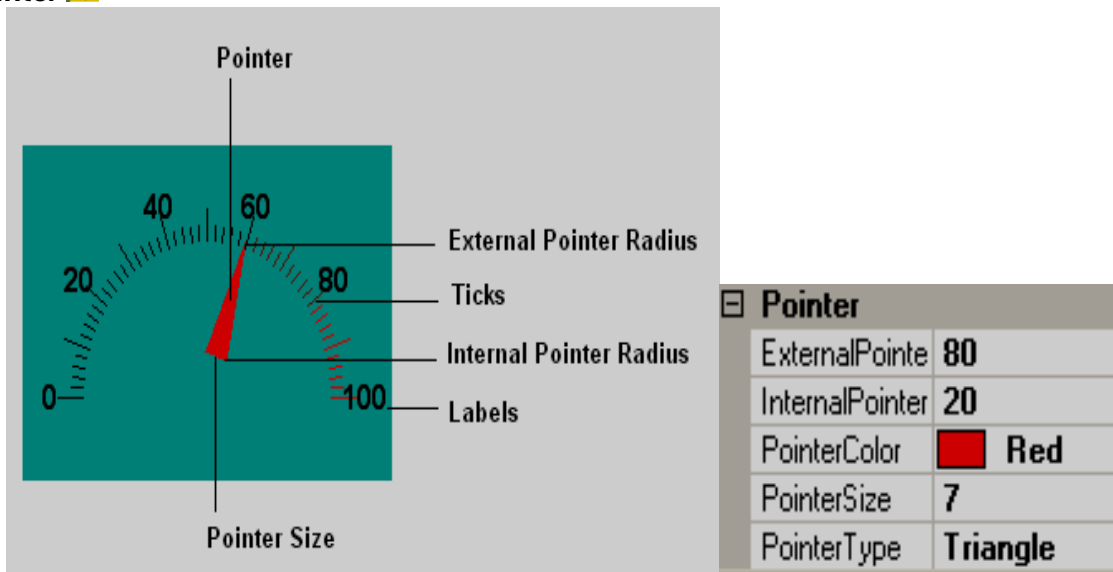 Pointer
40
60
External Pointer Radius
20
80
Ticks
Internal Pointer Radius
0
100
Labels
Pointer Size
Pointer
ExternalPointe 80
InternalPointer 20
PointerColor Red
PointerSize 7
PointerType Triangle